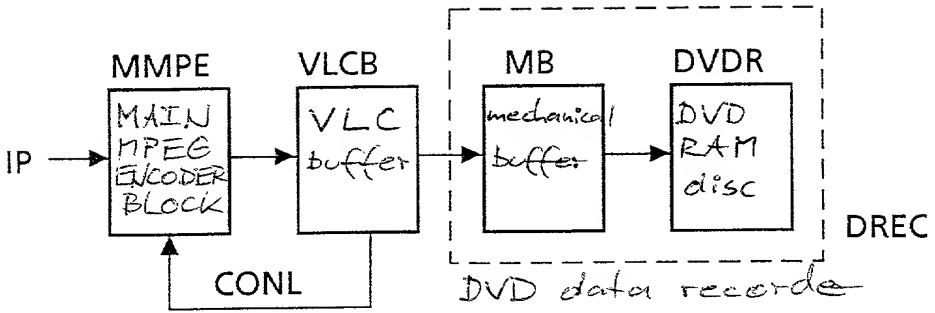 MMPE
MAIN
MPEG
ENCODER
BLOCK
VLCB
VLC
buffer
MB
mechanical
buffer
DVDR
DVD
RAM
disc
IP
DREC
CONL
DVD data recorde